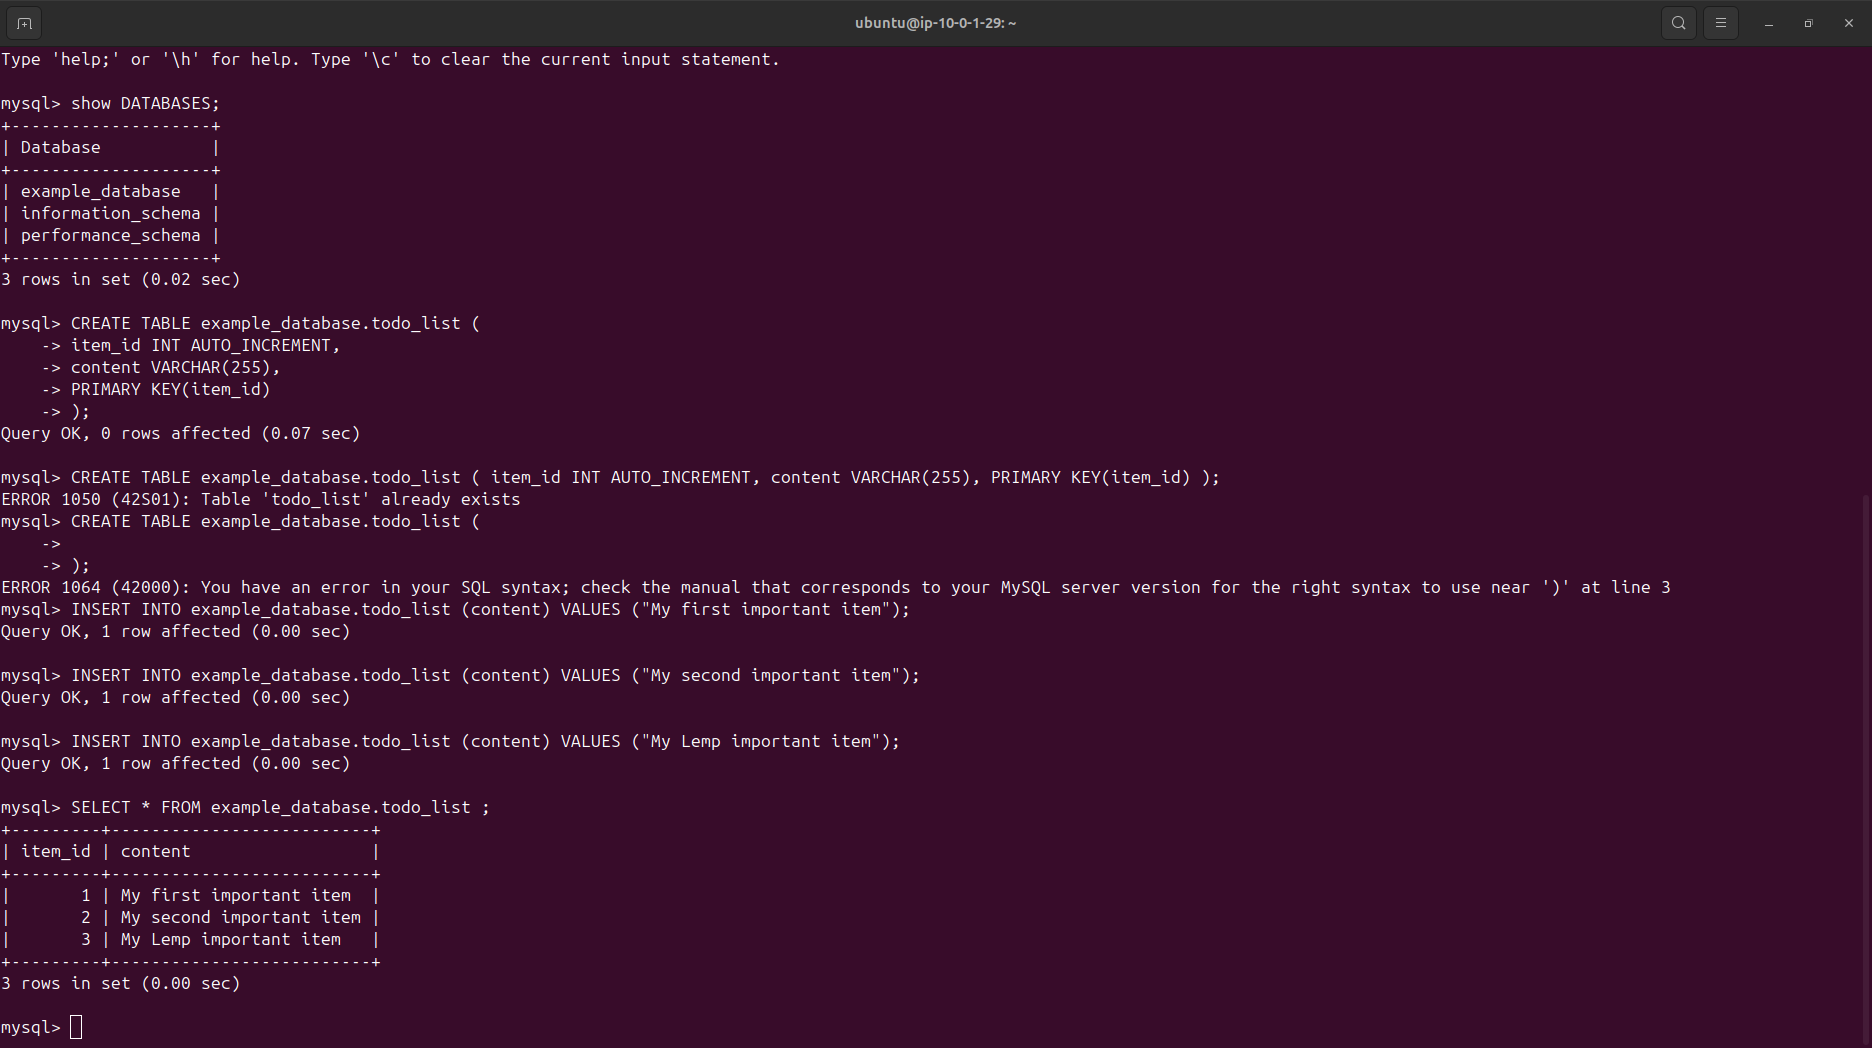 ubuntu@ip-10-0-1-29: ~
Type 'help;' or '\h' for help. Type '\c' to clear the current input statement.
mysql> show DATABASES;
+--------------------+
| Database           |
+--------------------+
| example_database   |
| information_schema |
| performance_schema |
+--------------------+
3 rows in set (0.02 sec)
mysql> CREATE TABLE example_database.todo_list (
    -> item_id INT AUTO_INCREMENT,
    -> content VARCHAR(255),
    -> PRIMARY KEY(item_id)
    -> );
Query OK, 0 rows affected (0.07 sec)
mysql> CREATE TABLE example_database.todo_list ( item_id INT AUTO_INCREMENT, content VARCHAR(255), PRIMARY KEY(item_id) );
ERROR 1050 (42S01): Table 'todo_list' already exists
mysql> CREATE TABLE example_database.todo_list (
    ->
    -> );
ERROR 1064 (42000): You have an error in your SQL syntax; check the manual that corresponds to your MySQL server version for the right syntax to use near ')' at line 3
mysql> INSERT INTO example_database.todo_list (content) VALUES ("My first important item");
Query OK, 1 row affected (0.00 sec)
mysql> INSERT INTO example_database.todo_list (content) VALUES ("My second important item");
Query OK, 1 row affected (0.00 sec)
mysql> INSERT INTO example_database.todo_list (content) VALUES ("My Lemp important item");
Query OK, 1 row affected (0.00 sec)
mysql> SELECT * FROM example_database.todo_list ;
+---------+--------------------------+
| item_id | content                  |
+---------+--------------------------+
|       1 | My first important item  |
|       2 | My second important item |
|       3 | My Lemp important item   |
+---------+--------------------------+
3 rows in set (0.00 sec)
mysql>